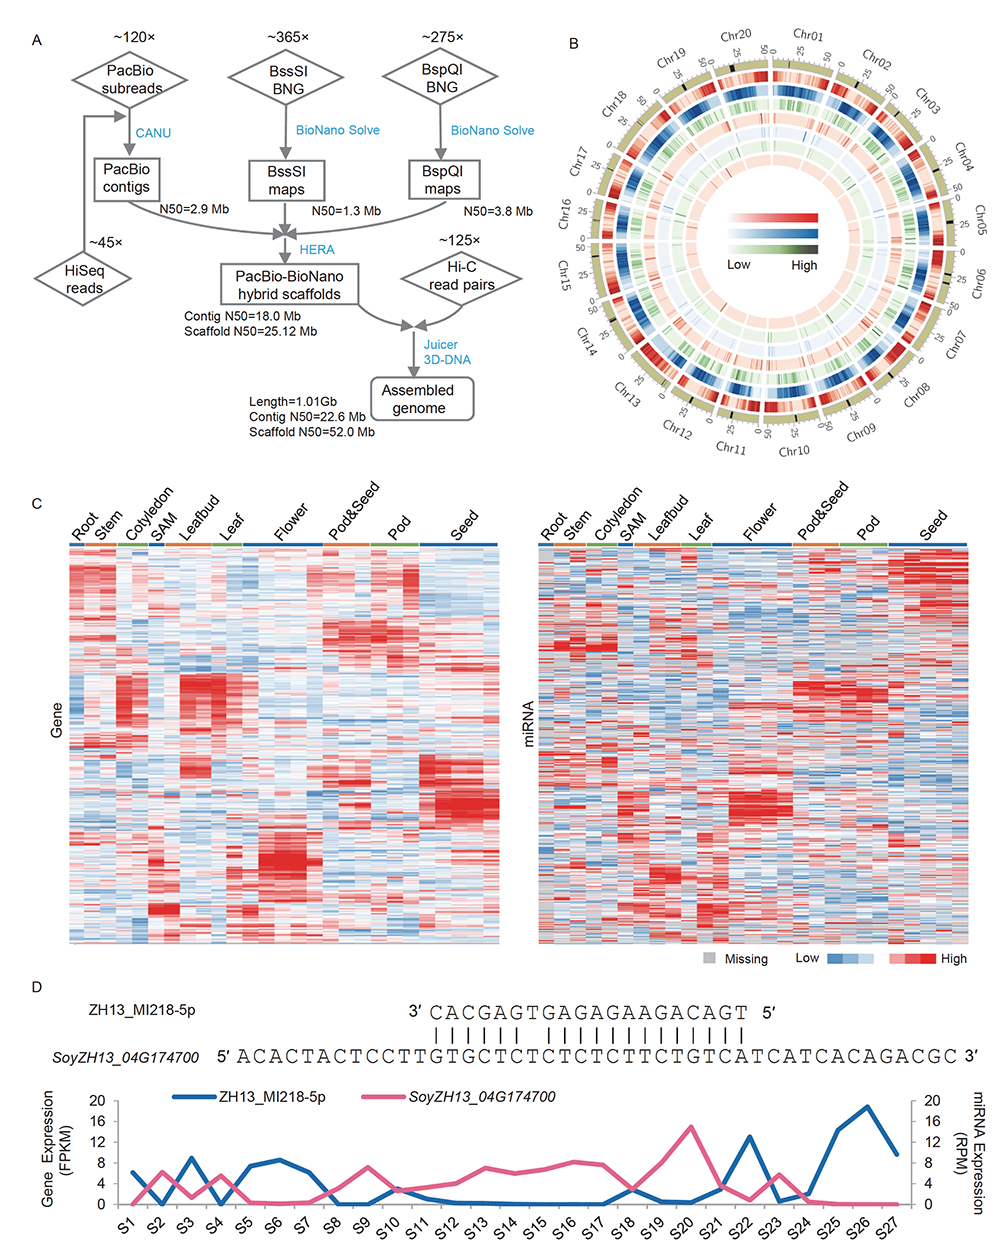 A
~120×
~365×
~275×
PacBio
subreads
BssSI
BNG
BspQI
BNG
CANU
BioNano Solve
BioNano Solve
PacBio
contigs
BssSI
maps
BspQI
maps
N50=2.9 Mb
N50=1.3 Mb
N50=3.8 Mb
~45×
HERA
~125×
HiSeq
reads
PacBio-BioNano
hybrid scaffolds
Hi-C
read pairs
Contig N50=18.0 Mb
Scaffold N50=25.12 Mb
Juicer
3D-DNA
Assembled
genome
Length=1.01Gb
Contig N50=22.6 Mb
Scaffold N50=52.0 Mb
B
Chr01
Chr02
Chr03
Chr04
Chr05
Chr06
Chr07
Chr08
Chr09
Chr10
Chr11
Chr12
Chr13
Chr14
Chr15
Chr16
Chr17
Chr18
Chr19
Chr20
Low
High
C
Root
Stem
Cotyledon
SAM
Leafbud
Leaf
Flower
Pod&Seed
Pod
Seed
Gene
Root
Stem
Cotyledon
SAM
Leafbud
Leaf
Flower
Pod&Seed
Pod
Seed
miRNA
Missing
Low
High
D
ZH13_MI218-5p
3′ CACGAGTGAGAGAAGACAGT 5′
SoyZH13_04G174700
5′ ACACTACTCCTTGTGCTCTCTCTCTTCTGTCATCATCACAGACGC 3′
ZH13_MI218-5p
SoyZH13_04G174700
Gene Expression
(FPKM)
20
16
12
8
4
0
20
16
12
8
4
0
miRNA Expression
(RPM)
S1 S2 S3 S4 S5 S6 S7 S8 S9 S10 S11 S12 S13 S14 S15 S16 S17 S18 S19 S20 S21 S22 S23 S24 S25 S26 S27